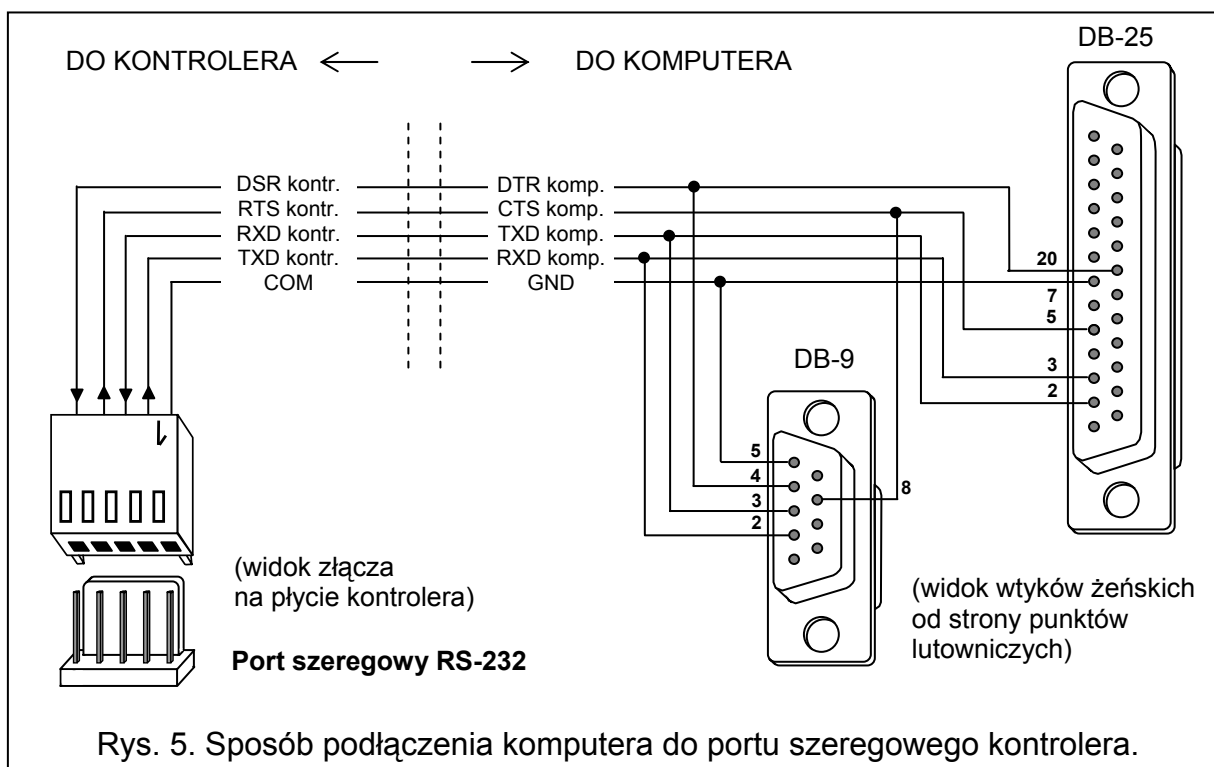 DB-25
DO KONTROLERA
DO KOMPUTERA
DSR kontr.
DTR komp.
RTS kontr.
CTS komp.
RXD kontr.
TXD komp.
TXD kontr.
RXD komp.
COM
GND
20
7
5
3
2
DB-9
5
4
3
2
8
(widok złącza
na płycie kontrolera)
Port szeregowy RS-232
(widok wtyków żeńskich
od strony punktów
lutowniczych)
Rys. 5. Sposób podłączenia komputera do portu szeregowego kontrolera.